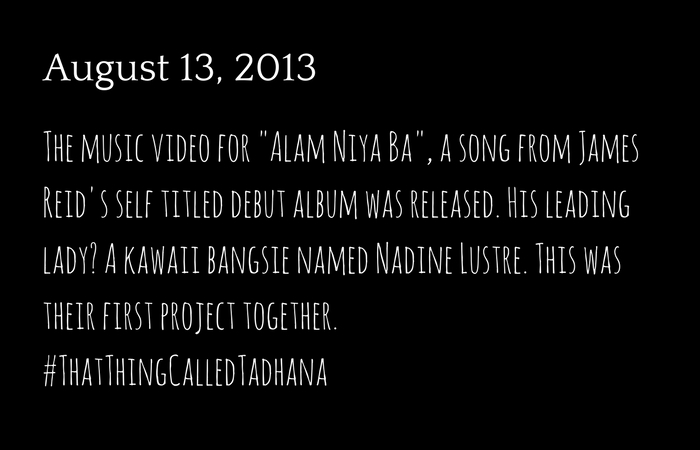 August 13, 2013
The music video for "Alam Niya Ba", a song from James
Reid's self titled debut album was released. His leading
lady? A kawaii bangsie named Nadine Lustre. This was
their first project together.
#ThatThingCalledTadhana